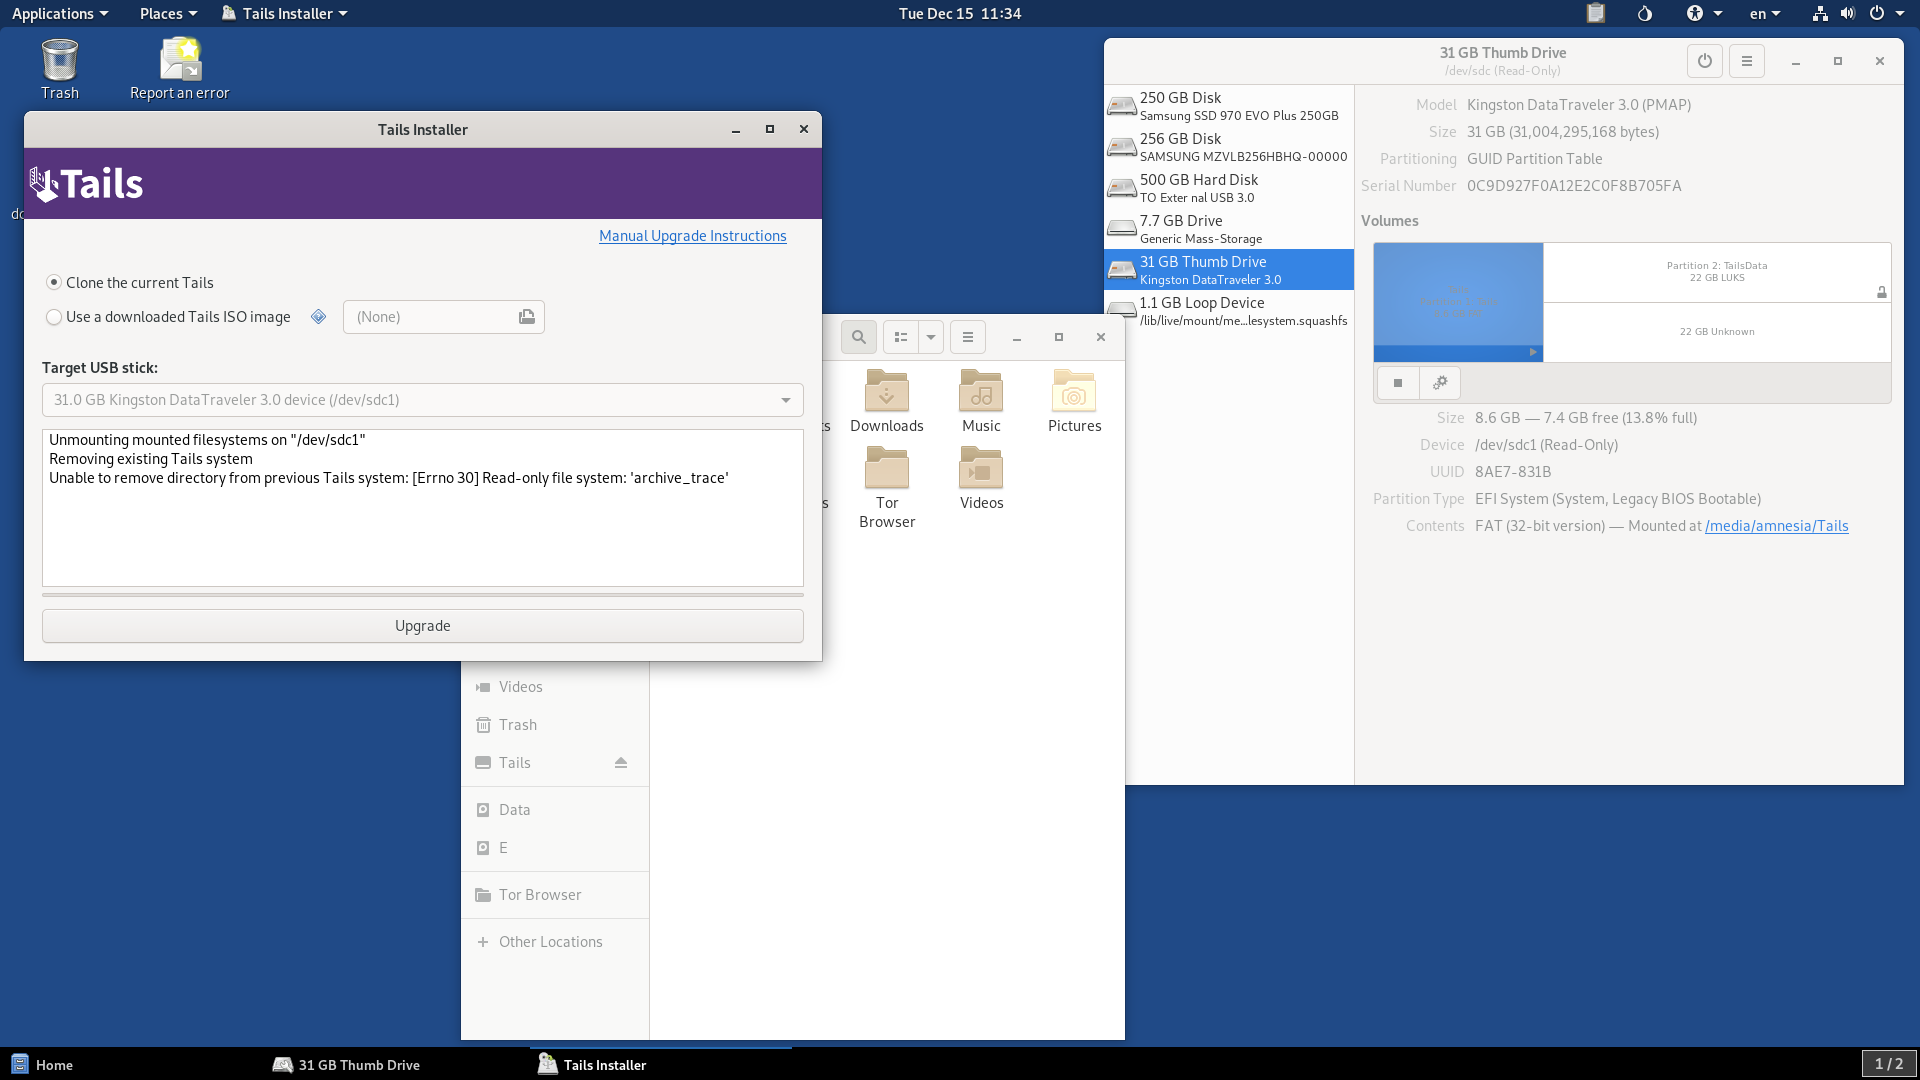 Applications
Places
Tails Installer
Tue Dec 15 11:34
en
Trash
Report an error
Tails Installer
Tails
Manual Upgrade Instructions
Clone the current Tails
Use a downloaded Tails ISO image
(None)
Target USB stick:
31.0 GB Kingston DataTraveler 3.0 device (/dev/sdc1)
Unmounting mounted filesystems on "/dev/sdc1"
Removing existing Tails system
Unable to remove directory from previous Tails system: [Errno 30] Read-only file system: 'archive_trace'
Upgrade
Downloads
Music
Pictures
Tor
Browser
Videos
Videos
Trash
Tails
Data
E
Tor Browser
Other Locations
31 GB Thumb Drive
/dev/sdc (Read-Only)
250 GB Disk
Samsung SSD 970 EVO Plus 250GB
256 GB Disk
SAMSUNG MZVLB256HBHQ-00000
500 GB Hard Disk
TO Exter nal USB 3.0
7.7 GB Drive
Generic Mass-Storage
31 GB Thumb Drive
Kingston DataTraveler 3.0
1.1 GB Loop Device
/lib/live/mount/me...lesystem.squashfs
Model Kingston DataTraveler 3.0 (PMAP)
Size 31 GB (31,004,295,168 bytes)
Partitioning GUID Partition Table
Serial Number 0C9D927F0A12E2C0F8B705FA
Volumes
Partition 2: TailsData
22 GB LUKS
22 GB Unknown
Size 8.6 GB — 7.4 GB free (13.8% full)
Device /dev/sdc1 (Read-Only)
UUID 8AE7-831B
Partition Type EFI System (System, Legacy BIOS Bootable)
Contents FAT (32-bit version) — Mounted at /media/amnesia/Tails
Home
31 GB Thumb Drive
Tails Installer
1 / 2